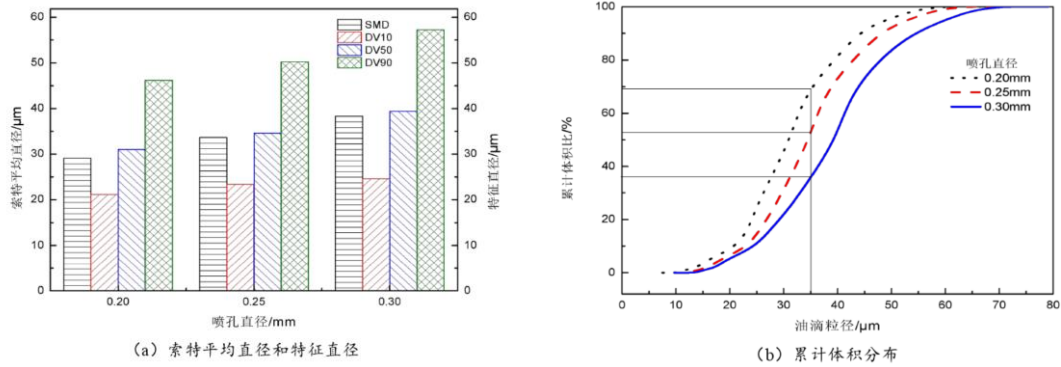 60
50
40
30
20
10
0
索特平均直径/μm
SMD
DV10
DV50
DV90
60
50
40
30
20
10
0
特征直径/μm
0.20
0.25
0.30
喷孔直径/mm
(a) 索特平均直径和特征直径
100
80
60
40
20
0
累计体积比/%
喷孔直径
0.20mm
0.25mm
0.30mm
0
10
20
30
40
50
60
70
80
油滴粒径/μm
(b) 累计体积分布